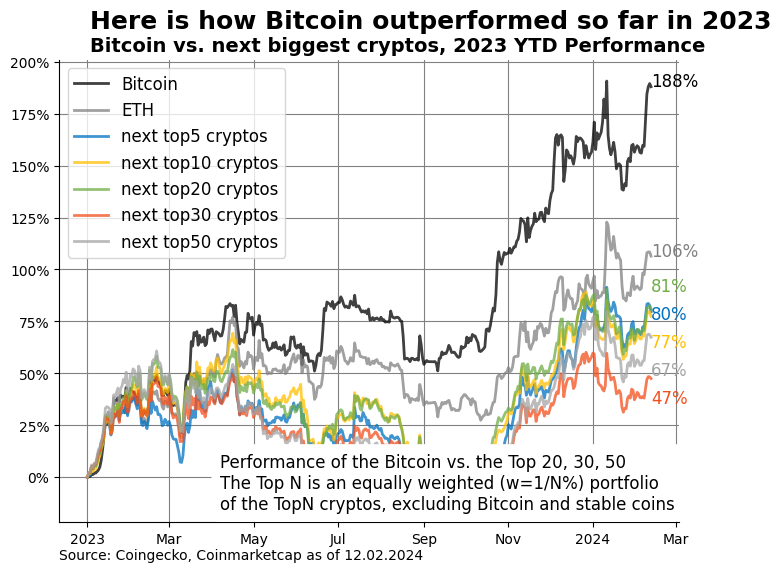 Here is how Bitcoin outperformed so far in 2023
Bitcoin vs. next biggest cryptos, 2023 YTD Performance
200%
175%
150%
125%
100%
75%
50%
25%
0%
Bitcoin
ETH
next top5 cryptos
next top10 cryptos
next top20 cryptos
next top30 cryptos
next top50 cryptos
188%
106%
81%
80%
77%
67%
47%
Performance of the Bitcoin vs. the Top 20, 30, 50
The Top N is an equally weighted (w=1/N%) portfolio
of the TopN cryptos, excluding Bitcoin and stable coins
2023 Mar May Jul Sep Nov 2024 Mar
Source: Coingecko, Coinmarketcap as of 12.02.2024